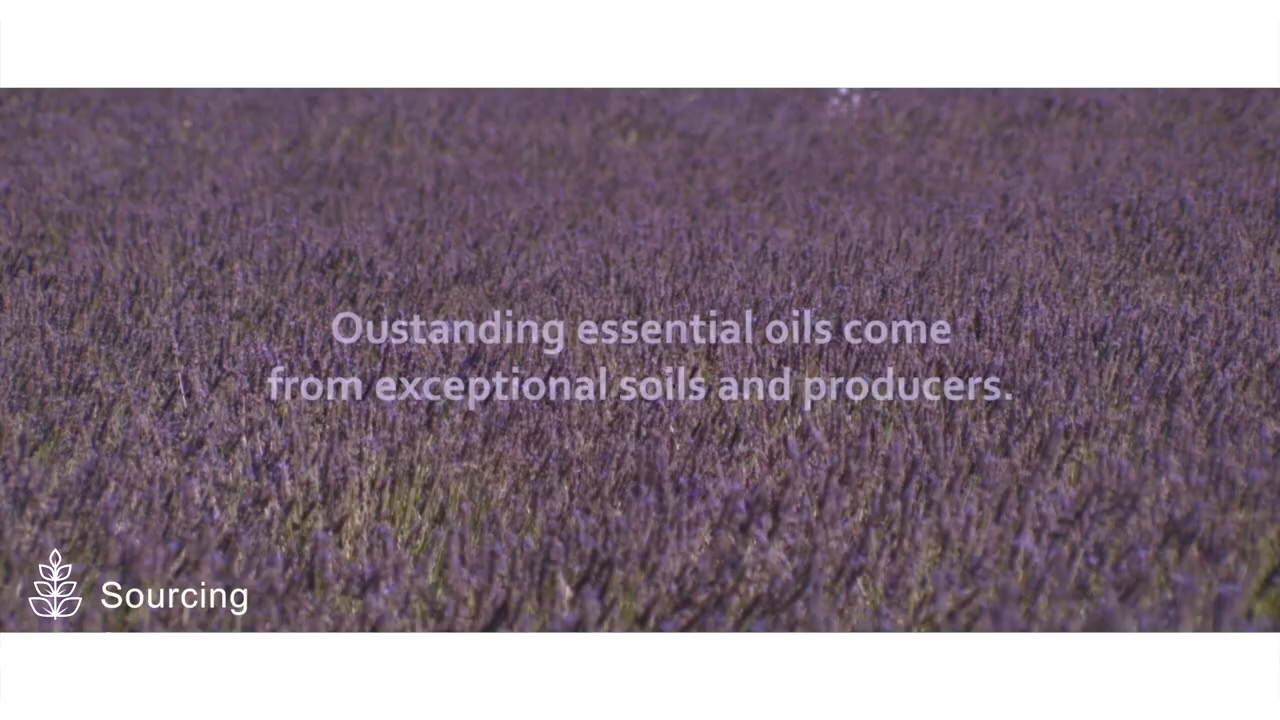 Oustanding essential oils come
from exceptional soils and producers.
Sourcing